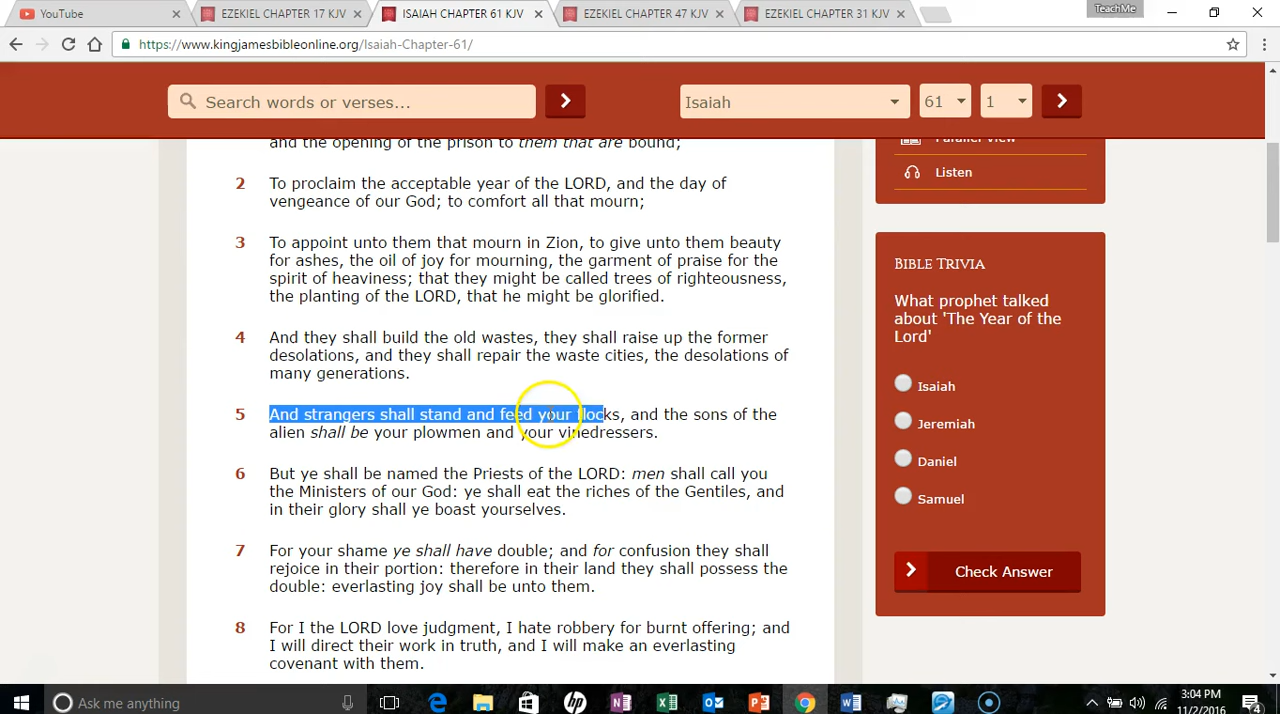 YouTube
EZEKIEL CHAPTER 17 KJV
ISAIAH CHAPTER 61 KJV
EZEKIEL CHAPTER 47 KJV
EZEKIEL CHAPTER 31 KJV
TeachMe
https://www.kingjamesbibleonline.org/Isaiah-Chapter-61/
Search words or verses...
Isaiah
61
1
and the opening of the prison to them that are bound;
2 To proclaim the acceptable year of the LORD, and the day of
vengeance of our God; to comfort all that mourn;
3 To appoint unto them that mourn in Zion, to give unto them beauty
for ashes, the oil of joy for mourning, the garment of praise for the
spirit of heaviness; that they might be called trees of righteousness,
the planting of the LORD, that he might be glorified.
4 And they shall build the old wastes, they shall raise up the former
desolations, and they shall repair the waste cities, the desolations of
many generations.
5 And strangers shall stand and feed your flocks, and the sons of the
alien shall be your plowmen and your vinedressers.
6 But ye shall be named the Priests of the LORD: men shall call you
the Ministers of our God: ye shall eat the riches of the Gentiles, and
in their glory shall ye boast yourselves.
7 For your shame ye shall have double; and for confusion they shall
rejoice in their portion: therefore in their land they shall possess the
double: everlasting joy shall be unto them.
8 For I the LORD love judgment, I hate robbery for burnt offering; and
I will direct their work in truth, and I will make an everlasting
covenant with them.
Parallel View
Listen
BIBLE TRIVIA
What prophet talked
about 'The Year of the
Lord'
Isaiah
Jeremiah
Daniel
Samuel
Check Answer
Ask me anything
3:04 PM
11/2/2016
4